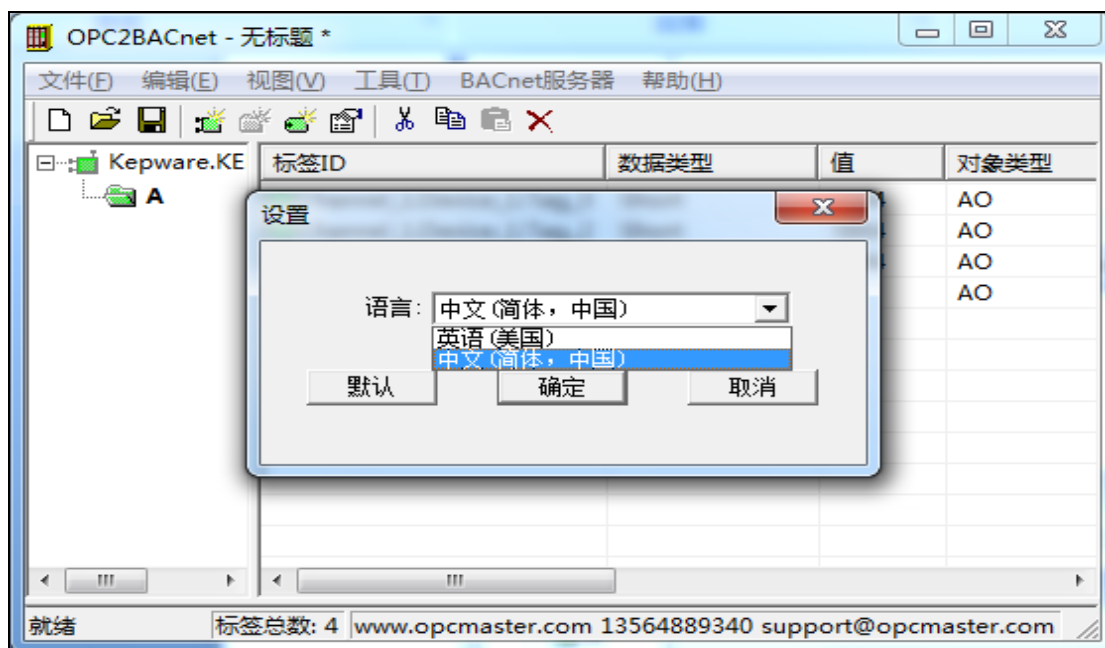 OPC2BACnet - 无标题 *
文件(F) 编辑(E) 视图(V) 工具(T) BACnet服务器 帮助(H)
Kepware.KE 标签ID 数据类型 值 对象类型
A
AO
AO
AO
AO
设置
语言: 中文(简体，中国)
英语(美国)
中文(简体，中国)
默认 确定 取消
就绪 标签总数: 4 www.opcmaster.com 13564889340 support@opcmaster.com